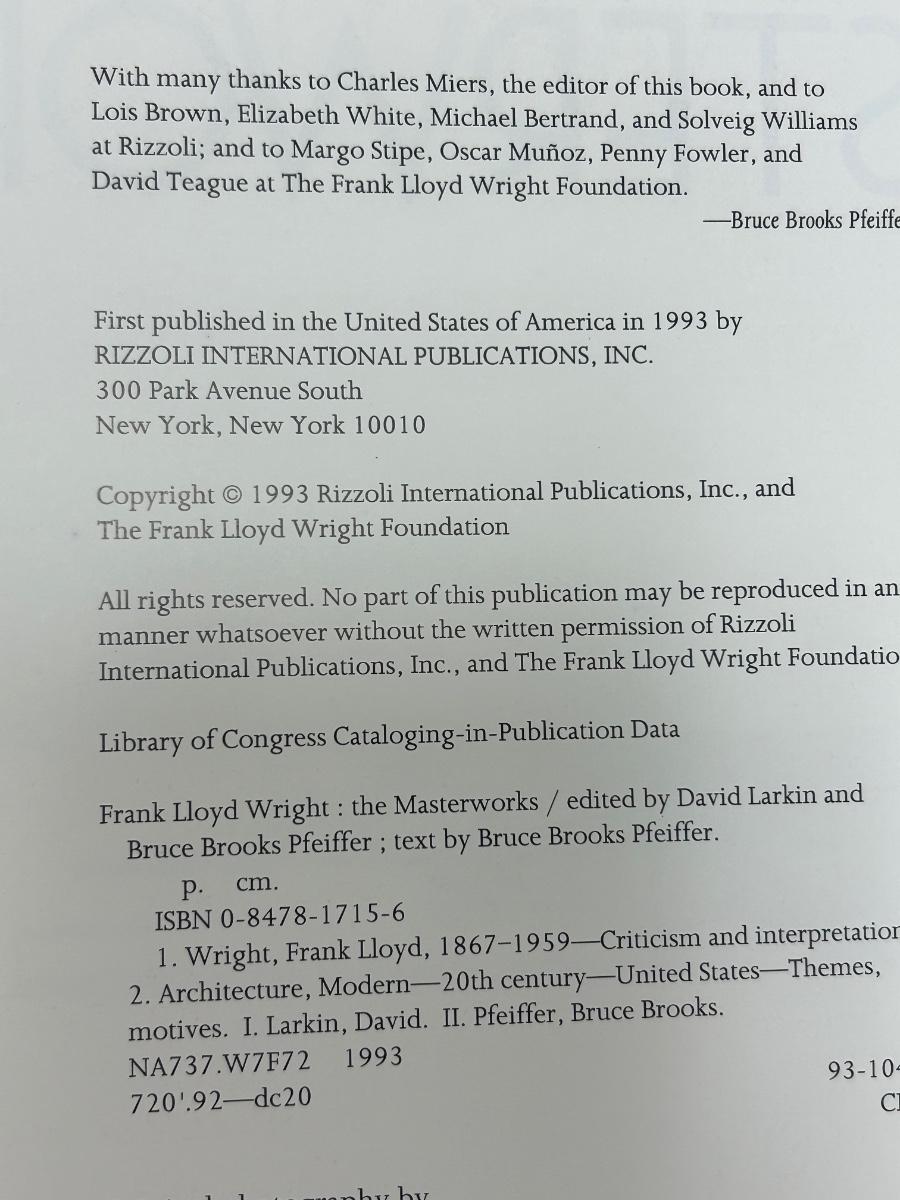 With many thanks to Charles Miers, the editor of this book, and to
Lois Brown, Elizabeth White, Michael Bertrand, and Solveig Williams
at Rizzoli; and to Margo Stipe, Oscar Muñoz, Penny Fowler, and
David Teague at The Frank Lloyd Wright Foundation.
—Bruce Brooks Pfeiffe
First published in the United States of America in 1993 by
RIZZOLI INTERNATIONAL PUBLICATIONS, INC.
300 Park Avenue South
New York, New York 10010
Copyright © 1993 Rizzoli International Publications, Inc., and
The Frank Lloyd Wright Foundation
All rights reserved. No part of this publication may be reproduced in an
manner whatsoever without the written permission of Rizzoli
International Publications, Inc., and The Frank Lloyd Wright Foundatio
Library of Congress Cataloging-in-Publication Data
Frank Lloyd Wright : the Masterworks / edited by David Larkin and
Bruce Brooks Pfeiffer ; text by Bruce Brooks Pfeiffer.
p. cm.
ISBN 0-8478-1715-6
1. Wright, Frank Lloyd, 1867–1959—Criticism and interpretation
2. Architecture, Modern—20th century—United States—Themes,
motives. I. Larkin, David. II. Pfeiffer, Bruce Brooks.
NA737.W7F72 1993
93-104
720'.92—dc20
by